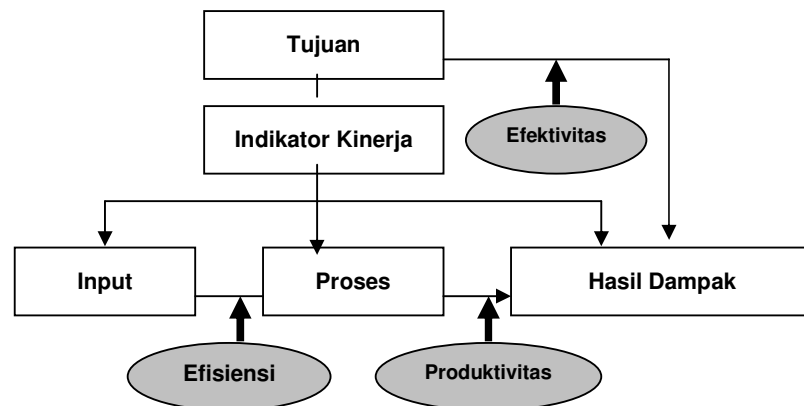 Tujuan
Indikator Kinerja
Efektivitas
Input
Proses
Hasil Dampak
Efisiensi
Produktivitas